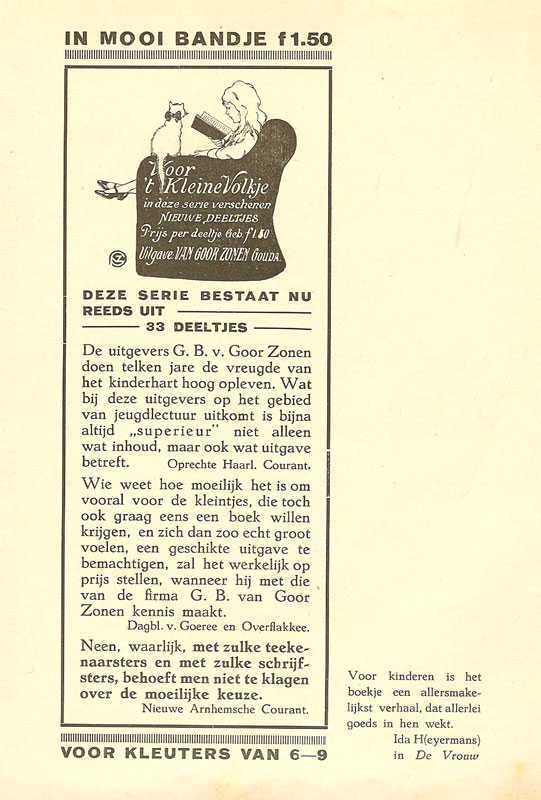 IN MOOI BANDJE f 1.50
Voor
't Kleine Volkje
in deze serie verschenen
NIEUWE DEELTJES
Prijs per deeltje Geb f 1.50
Uitgave VAN GOOR ZONEN GOUDA.
DEZE SERIE BESTAAT NU
REEDS UIT
33 DEELTJES
De uitgevers G. B. v. Goor Zonen
doen telken jare de vreugde van
het kinderhart hoog opleven. Wat
bij deze uitgevers op het gebied
van jeugdlectuur uitkomt is bijna
altijd „superieur” niet alleen
wat inhoud, maar ook wat uitgave
betreft. Oprechte Haarl. Courant.
Wie weet hoe moeilijk het is om
vooral voor de kleintjes, die toch
ook graag eens een boek willen
krijgen, en zich dan zoo echt groot
voelen, een geschikte uitgave te
bemachtigen, zal het werkelijk op
prijs stellen, wanneer hij met die
van de firma G. B. van Goor
Zonen kennis maakt.
Dagbl. v. Goeree en Overflakkee.
Neen, waarlijk, met zulke teeke-
naarsters en met zulke schrijf-
sters, behoeft men niet te klagen
over de moeilijke keuze.
Nieuwe Arnhemsche Courant.
VOOR KLEUTERS VAN 6—9
Voor kinderen is het
boekje een allersmake-
lijkst verhaal, dat allerlei
goeds in hen wekt.
Ida H(eyermans)
in De Vrouw